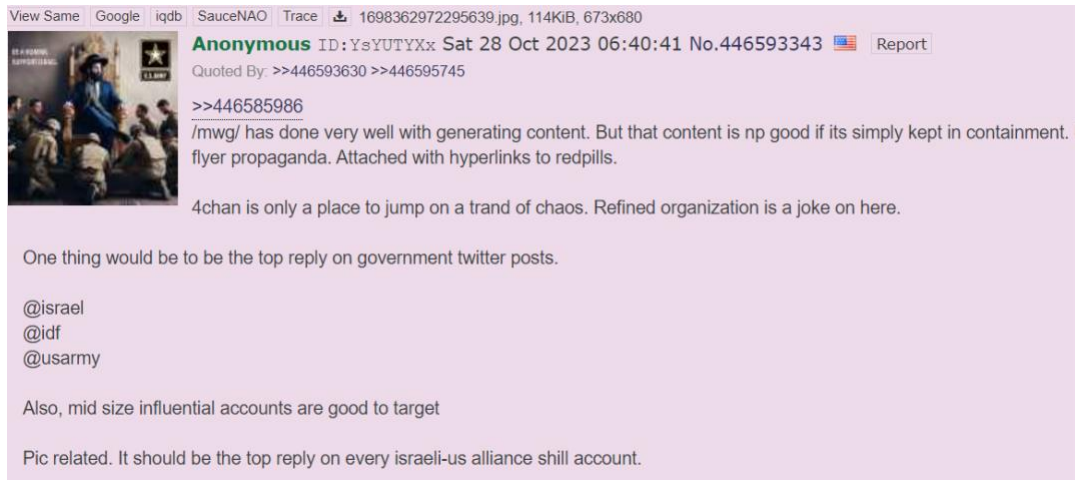 View Same Google iqdb SauceNAO Trace 1698362972295639.jpg, 114KiB, 673x680
Anonymous ID:YsYUTYXx Sat 28 Oct 2023 06:40:41 No.446593343 Report
Quoted By: >>446593630 >>446595745
U.S.ARMY
>>446585986
/mwg/ has done very well with generating content. But that content is np good if its simply kept in containment.
flyer propaganda. Attached with hyperlinks to redpills.
4chan is only a place to jump on a trand of chaos. Refined organization is a joke on here.
One thing would be to be the top reply on government twitter posts.
@israel
@idf
@usarmy
Also, mid size influential accounts are good to target
Pic related. It should be the top reply on every israeli-us alliance shill account.